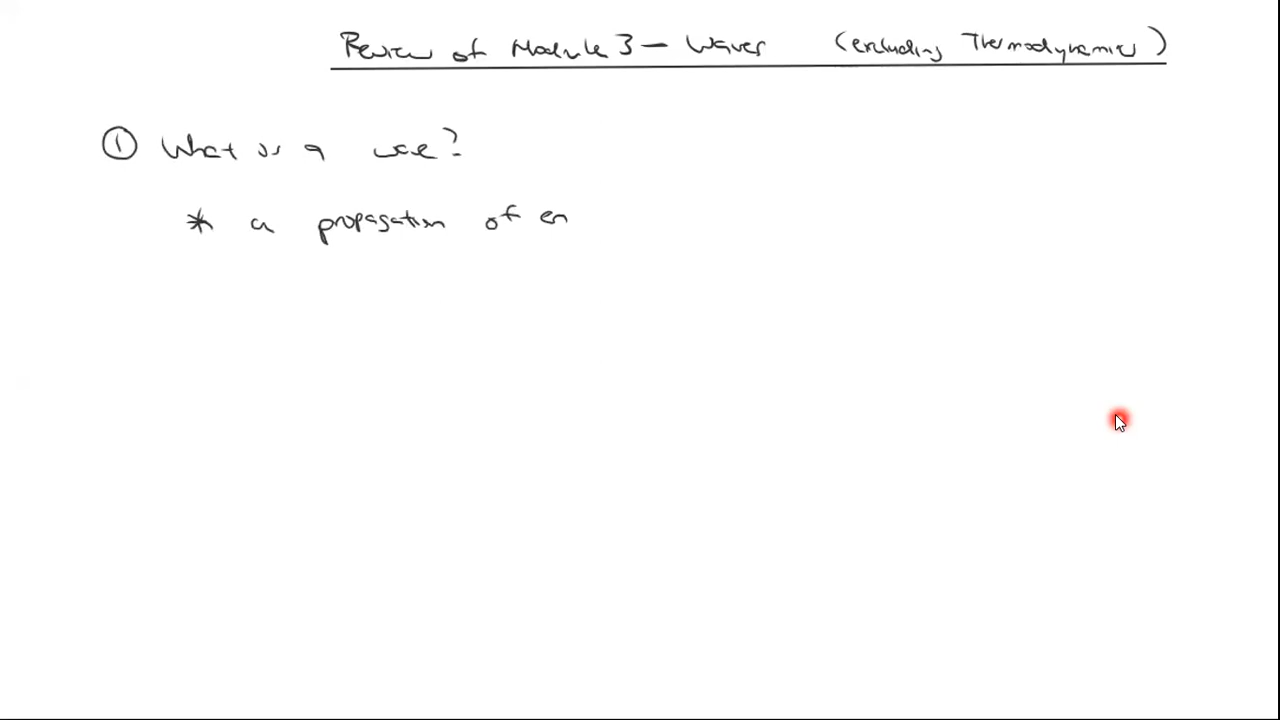 Review of Module 3 — Waves (excluding Thermodynamics)
① What is a wave?
* a propagation of en